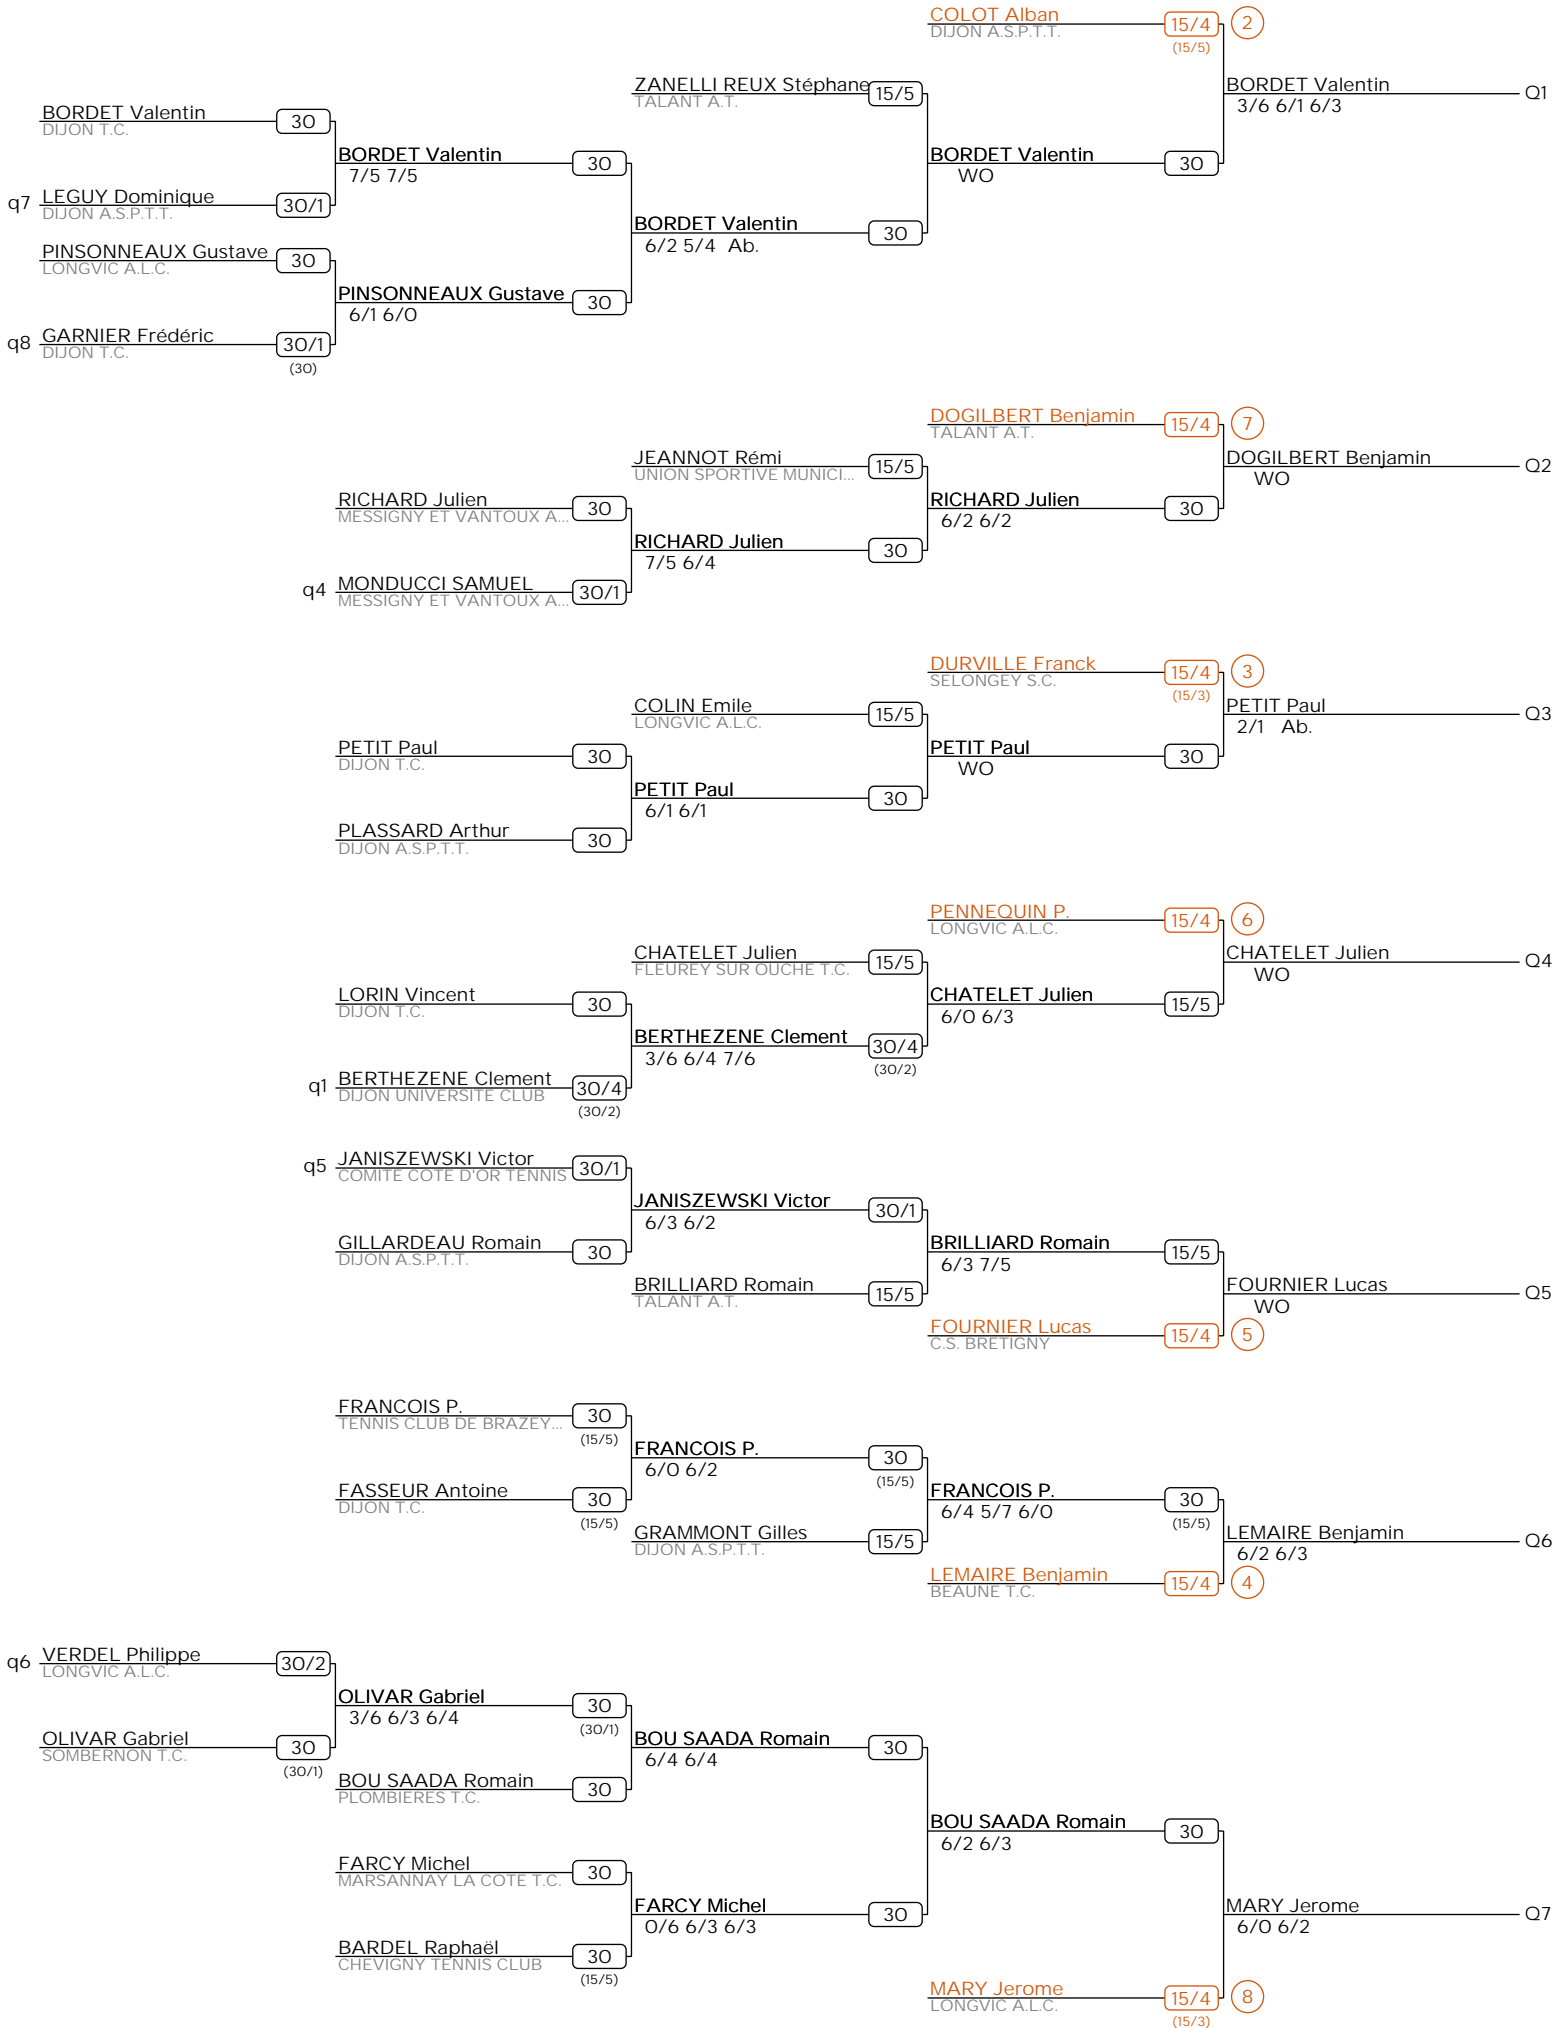 COLOT Alban 15/4 2
DIJON A.S.P.T.T. (15/5)
ZANELLI REUX Stéphane 15/5
TALANT A.T.
BORDET Valentin Q1
3/6 6/1 6/3
BORDET Valentin 30
DIJON T.C.
BORDET Valentin 30
7/5 7/5
BORDET Valentin 30
WO
q7 LEGUY Dominique 30/1
DIJON A.S.P.T.T.
BORDET Valentin 30
6/2 5/4 Ab.
PINSONNEAUX Gustave 30
LONGVIC A.L.C.
PINSONNEAUX Gustave 30
6/1 6/0
q8 GARNIER Frédéric 30/1
DIJON T.C.
(30)
DOGILBERT Benjamin 15/4 7
TALANT A.T.
JEANNOT Rémi 15/5
UNION SPORTIVE MUNICI...
DOGILBERT Benjamin Q2
WO
RICHARD Julien 30
MESSIGNY ET VANTOUX A...
RICHARD Julien 30
6/2 6/2
RICHARD Julien 30
7/5 6/4
q4 MONDUCCI SAMUEL 30/1
MESSIGNY ET VANTOUX A...
DURVILLE Franck 15/4 3
SELONGEY S.C.
(15/3)
COLIN Emile 15/5
LONGVIC A.L.C.
PETIT Paul Q3
2/1 Ab.
PETIT Paul 30
DIJON T.C.
PETIT Paul 30
WO
PETIT Paul 30
6/1 6/1
PLASSARD Arthur 30
DIJON A.S.P.T.T.
PENNEQUIN P. 15/4 6
LONGVIC A.L.C.
CHATELET Julien 15/5
FLEUREY SUR OUCHE T.C.
CHATELET Julien Q4
WO
LORIN Vincent 30
DIJON T.C.
CHATELET Julien 15/5
6/0 6/3
BERTHEZENE Clement 30/4
3/6 6/4 7/6
(30/2)
q1 BERTHEZENE Clement 30/4
DIJON UNIVERSITE CLUB
(30/2)
q5 JANISZEWSKI Victor 30/1
COMITE COTE D'OR TENNIS
JANISZEWSKI Victor 30/1
6/3 6/2
GILLARDEAU Romain 30
DIJON A.S.P.T.T.
BRILLIARD Romain 15/5
6/3 7/5
BRILLIARD Romain 15/5
TALANT A.T.
FOURNIER Lucas Q5
WO
FOURNIER Lucas 15/4 5
C.S. BRETIGNY
FRANCOIS P. 30
TENNIS CLUB DE BRAZEY...
(15/5)
FRANCOIS P. 30
6/0 6/2
(15/5)
FASSEUR Antoine 30
DIJON T.C.
(15/5)
FRANCOIS P. 30
6/4 5/7 6/0
(15/5)
GRAMMONT Gilles 15/5
DIJON A.S.P.T.T.
LEMAIRE Benjamin Q6
6/2 6/3
LEMAIRE Benjamin 15/4 4
BEAUNE T.C.
q6 VERDEL Philippe 30/2
LONGVIC A.L.C.
OLIVAR Gabriel 30
3/6 6/3 6/4
(30/1)
OLIVAR Gabriel 30
SOMBERNON T.C.
(30/1)
BOU SAADA Romain 30
6/4 6/4
BOU SAADA Romain 30
PLOMBIERES T.C.
BOU SAADA Romain 30
6/2 6/3
FARCY Michel 30
MARSANNAY LA COTE T.C.
FARCY Michel 30
0/6 6/3 6/3
MARY Jerome Q7
6/0 6/2
BARDEL Raphaël 30
CHEVIGNY TENNIS CLUB
(15/5)
MARY Jerome 15/4 8
LONGVIC A.L.C.
(15/3)